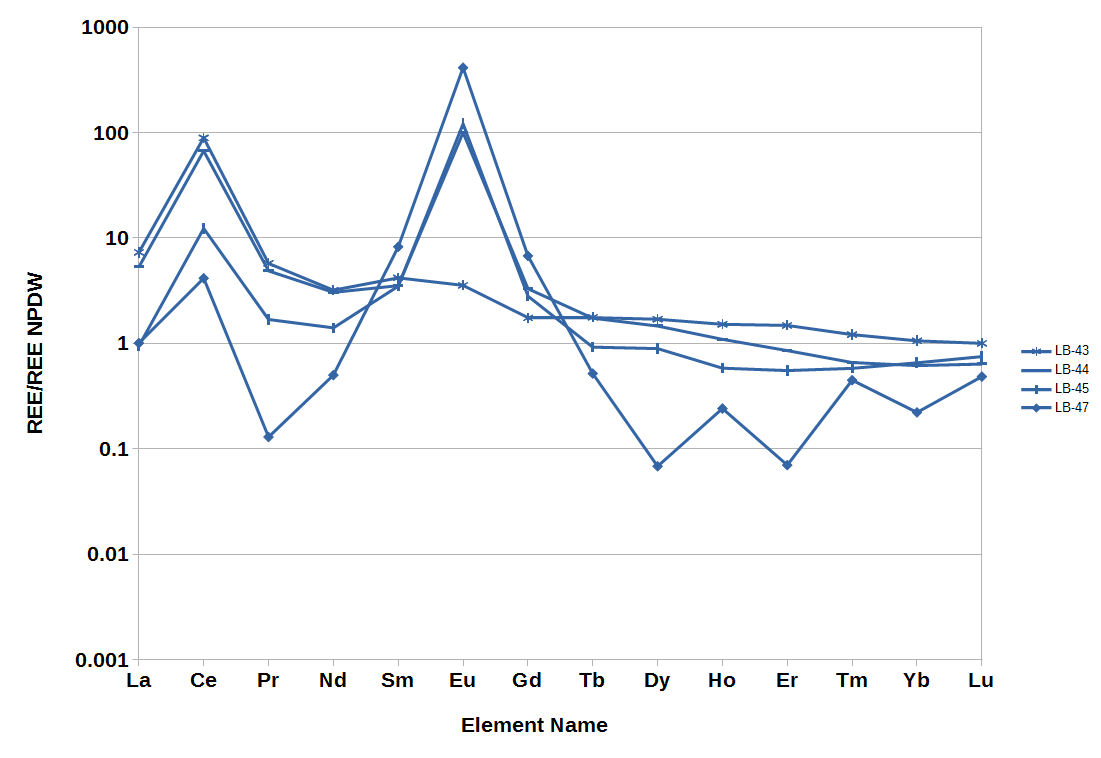 1000
100
10
1
0.1
0.01
0.001
REE/REE NPDW
La Ce Pr Nd Sm Eu Gd Tb Dy Ho Er Tm Yb Lu
Element Name
LB-43
LB-44
LB-45
LB-47